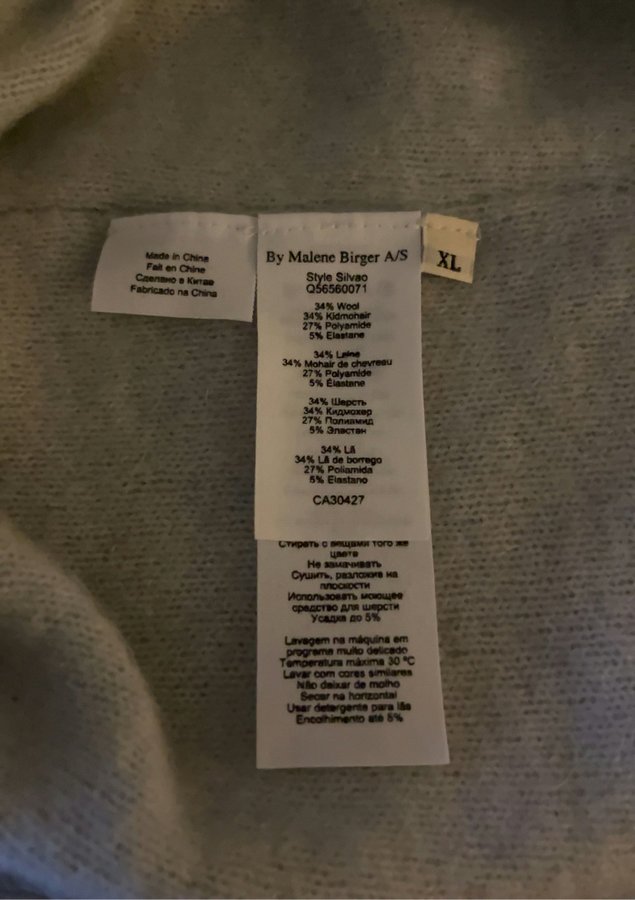 Made in China
Fait en Chine
Сделано в Китае
Fabricado na China
By Malene Birger A/S
Style Silvao
Q56560071
34% Wool
34% Kidmohair
27% Polyamide
5% Elastane
34% Laine
34% Mohair de chevreau
27% Polyamide
5% Élastane
34% Шерсть
34% Кидмохер
27% Полиамид
5% Эластан
34% Lã
34% Lã de borrego
27% Poliamida
5% Elastano
CA30427
XL
Стирать с вещами того же
цвета
Не замачивать
Сушить, разложив на
плоскости
Использовать моющее
средство для шерсти
Усадка до 5%
Lavagem na máquina em
programa muito delicado
Temperatura máxima 30 ºC
Lavar com cores similares
Não deixar de molho
Secar na horizontal
Usar detergente para lãs
Encolhimento até 5%